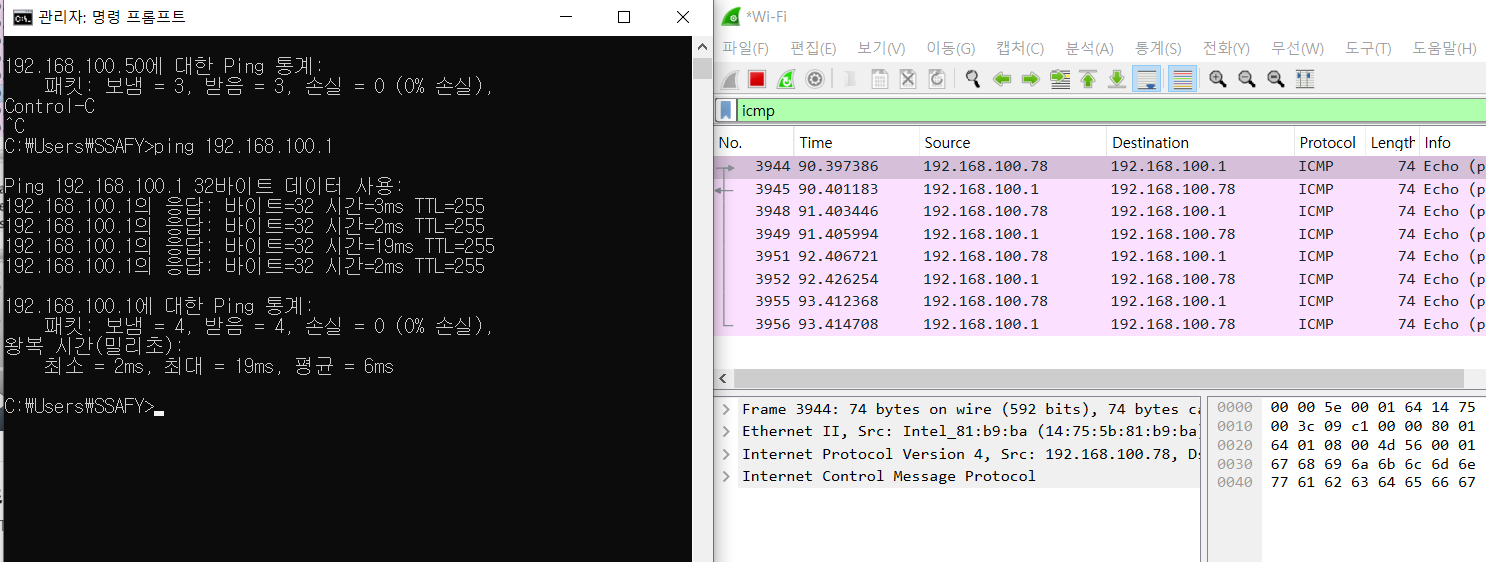 관리자: 명령 프롬프트
192.168.100.50에 대한 Ping 통계:
패킷: 보냄 = 3, 받음 = 3, 손실 = 0 (0% 손실),
Control-C
^C
C:₩Users₩SSAFY>ping 192.168.100.1
Ping 192.168.100.1 32바이트 데이터 사용:
192.168.100.1의 응답: 바이트=32 시간=3ms TTL=255
192.168.100.1의 응답: 바이트=32 시간=2ms TTL=255
192.168.100.1의 응답: 바이트=32 시간=19ms TTL=255
192.168.100.1의 응답: 바이트=32 시간=2ms TTL=255
192.168.100.1에 대한 Ping 통계:
패킷: 보냄 = 4, 받음 = 4, 손실 = 0 (0% 손실),
왕복 시간(밀리초):
최소 = 2ms, 최대 = 19ms, 평균 = 6ms
C:₩Users₩SSAFY>
*Wi-Fi
파일(F) 편집(E) 보기(V) 이동(G) 캡처(C) 분석(A) 통계(S) 전화(Y) 무선(W) 도구(T) 도움말(H)
icmp
No. Time Source Destination Protocol Length Info
3944 90.397386 192.168.100.78 192.168.100.1 ICMP 74 Echo (p
3945 90.401183 192.168.100.1 192.168.100.78 ICMP 74 Echo (p
3948 91.403446 192.168.100.78 192.168.100.1 ICMP 74 Echo (p
3949 91.405994 192.168.100.1 192.168.100.78 ICMP 74 Echo (p
3951 92.406721 192.168.100.78 192.168.100.1 ICMP 74 Echo (p
3952 92.426254 192.168.100.1 192.168.100.78 ICMP 74 Echo (p
3955 93.412368 192.168.100.78 192.168.100.1 ICMP 74 Echo (p
3956 93.414708 192.168.100.1 192.168.100.78 ICMP 74 Echo (p
Frame 3944: 74 bytes on wire (592 bits), 74 bytes ca
Ethernet II, Src: Intel_81:b9:ba (14:75:5b:81:b9:ba)
Internet Protocol Version 4, Src: 192.168.100.78, Ds
Internet Control Message Protocol
0000 00 00 5e 00 01 64 14 75
0010 00 3c 09 c1 00 00 80 01
0020 64 01 08 00 4d 56 00 01
0030 67 68 69 6a 6b 6c 6d 6e
0040 77 61 62 63 64 65 66 67